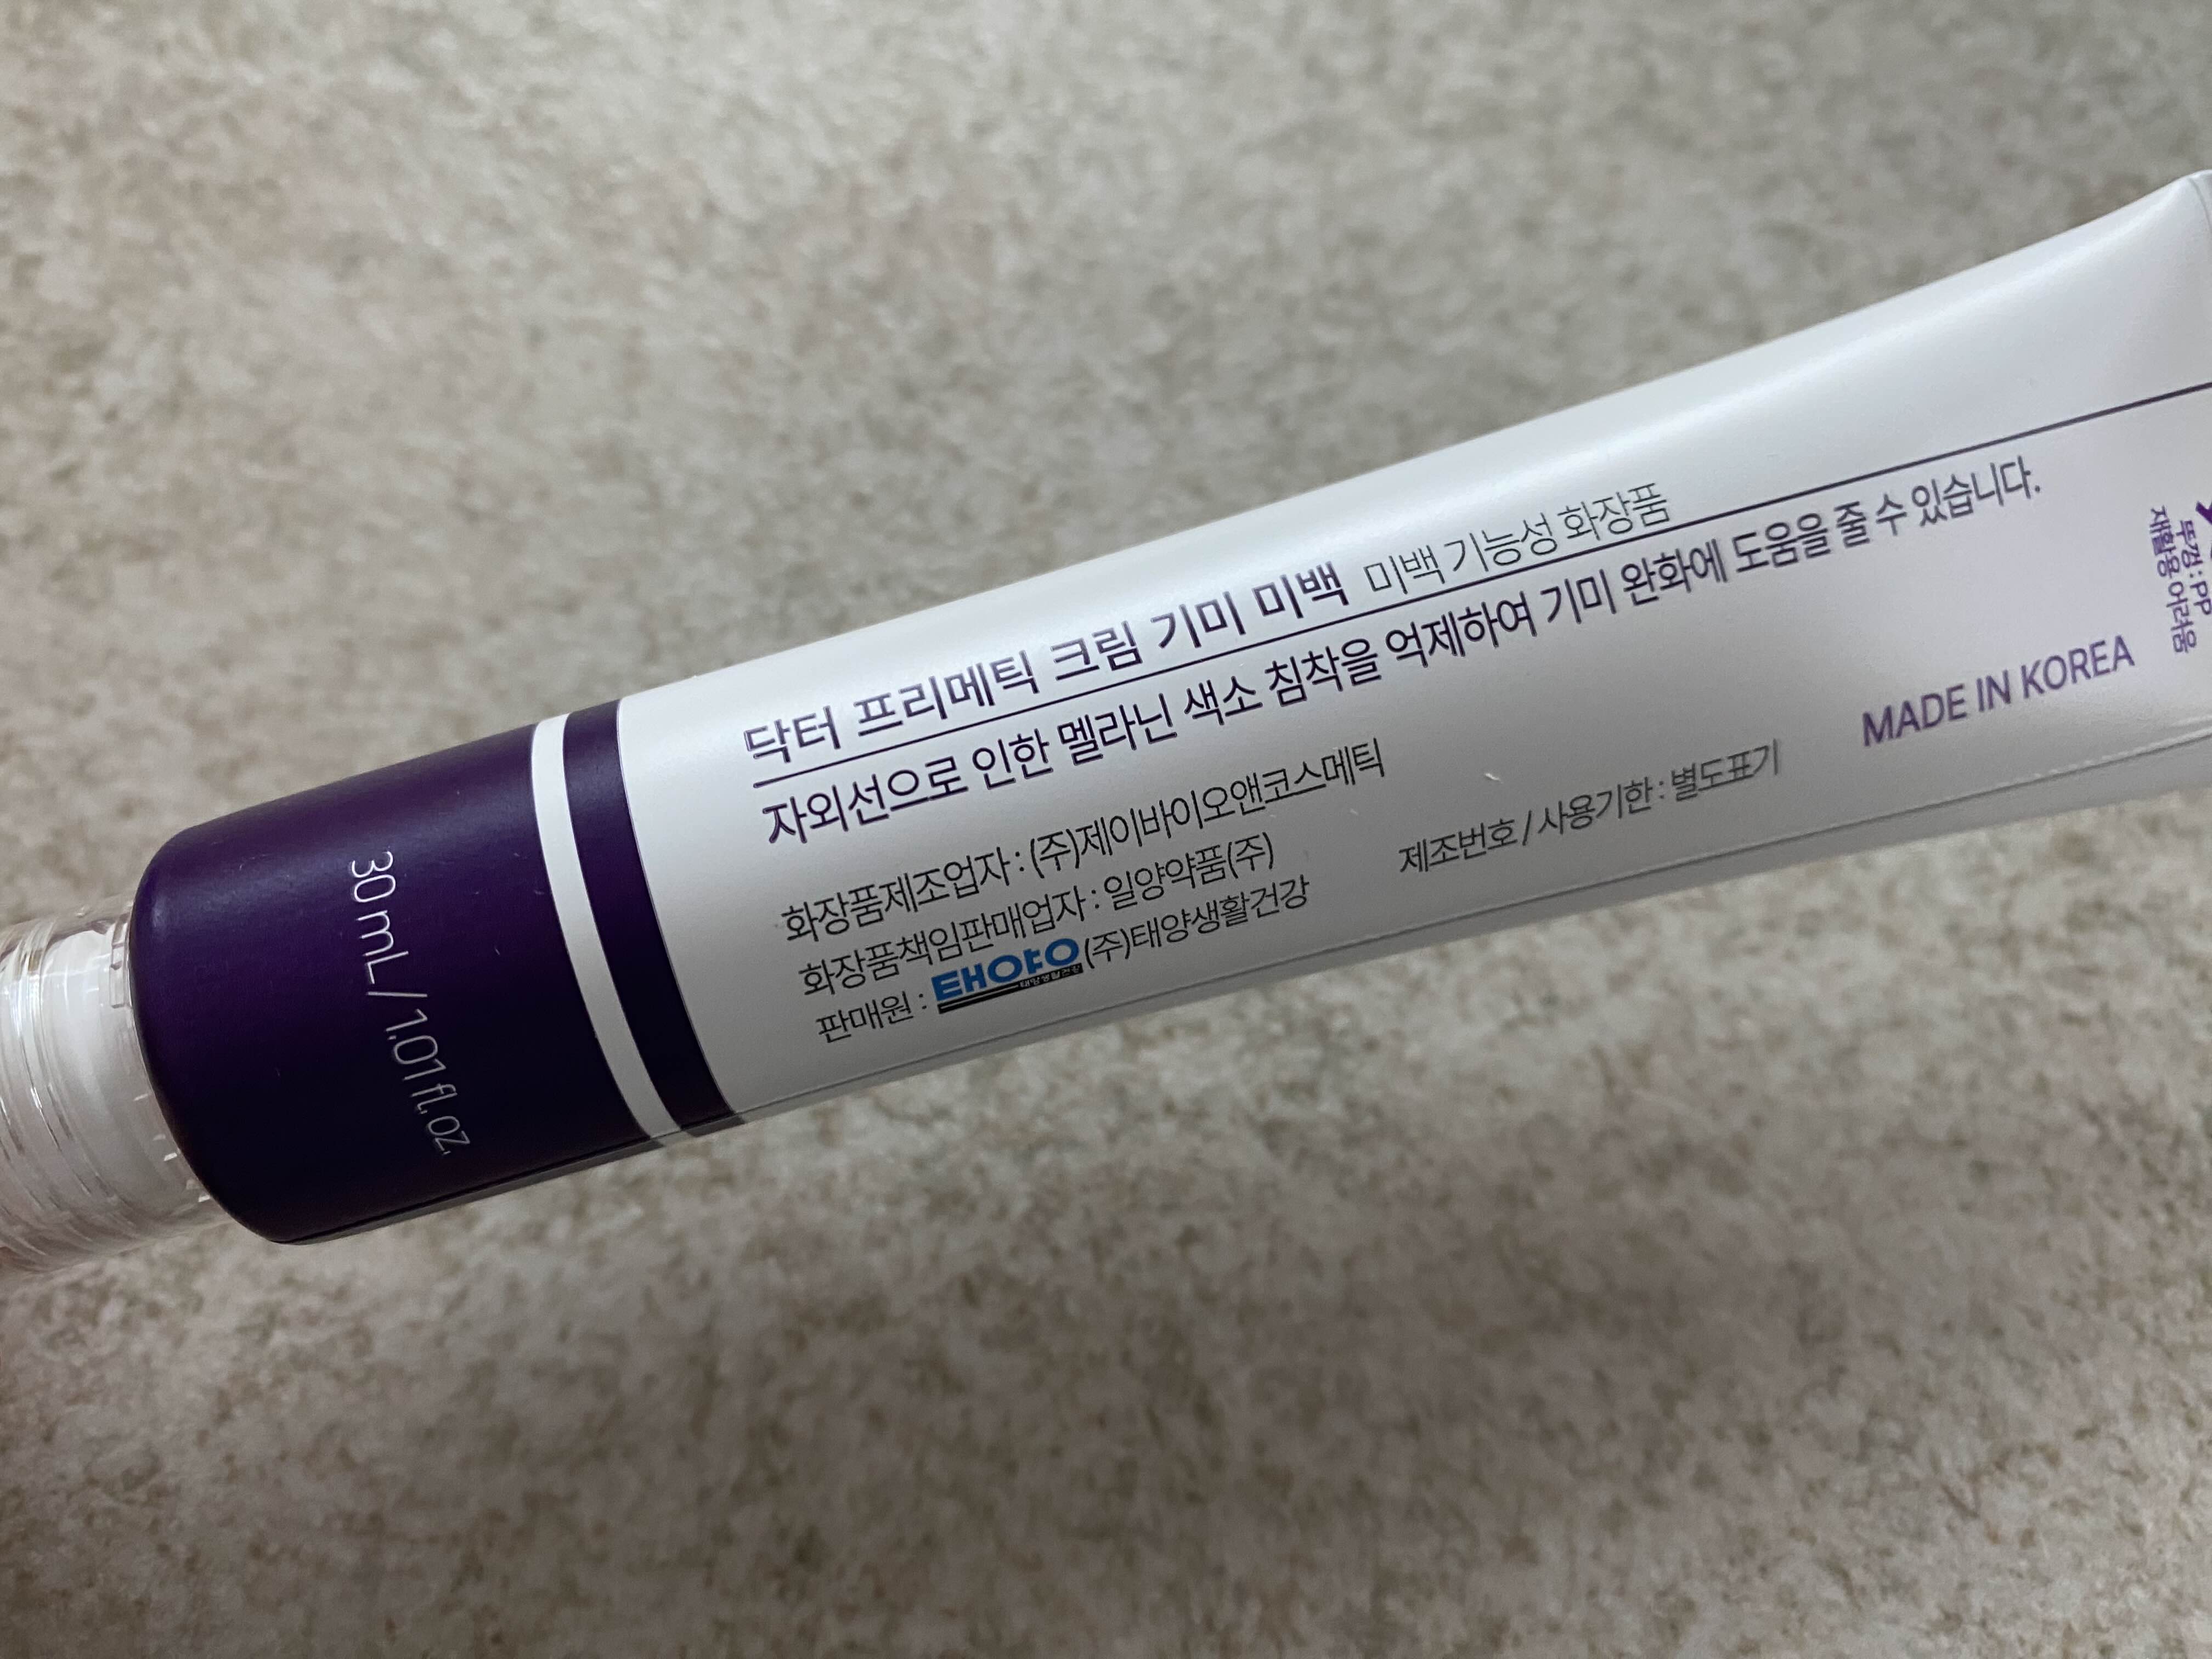 닥터 프리메틱 크림 기미 미백 미백 기능성 화장품
자외선으로 인한 멜라닌 색소 침착을 억제하여 기미 완화에 도움을 줄 수 있습니다.
화장품제조업자 : (주)제이바이오앤코스메틱
화장품책임판매업자 : 일양약품(주)
판매원 : 태양 태양생활건강 (주)태양생활건강
제조번호 / 사용기한 : 별도표기
MADE IN KOREA
뚜껑 : PP
재활용 어려움
30 mL / 1.01 fl. oz.